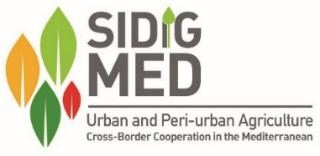 SIDIG
MED
Urban and Peri-urban Agriculture
Cross-Border Cooperation in the Mediterranean